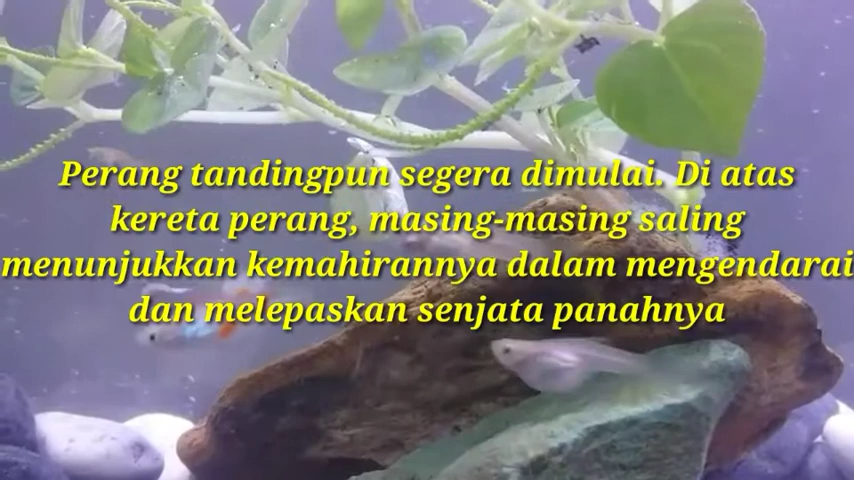 Perang tandingpun segera dimulai. Di atas
kereta perang, masing-masing saling
menunjukkan kemahirannya dalam mengendarai
dan melepaskan senjata panahnya